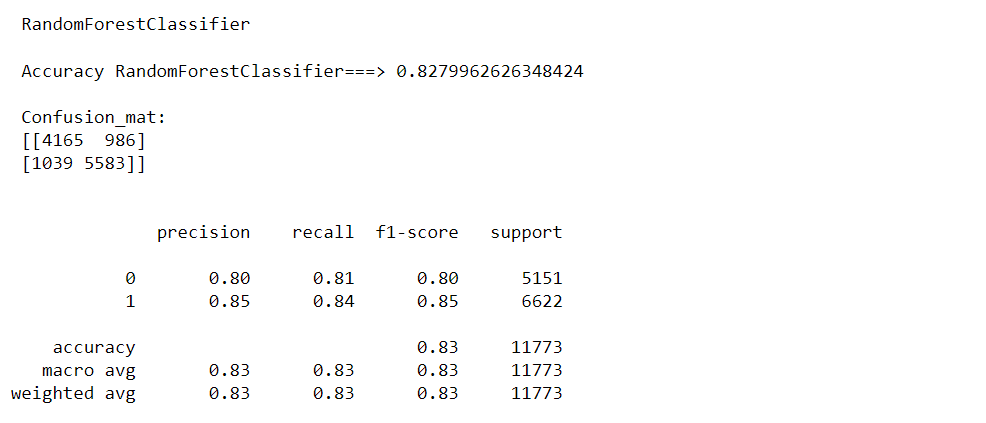 RandomForestClassifier
Accuracy RandomForestClassifier===> 0.8279962626348424
Confusion_mat:
[[4165  986]
[1039 5583]]
precision recall f1-score support
0 0.80 0.81 0.80 5151
1 0.85 0.84 0.85 6622
accuracy 0.83 11773
macro avg 0.83 0.83 0.83 11773
weighted avg 0.83 0.83 0.83 11773